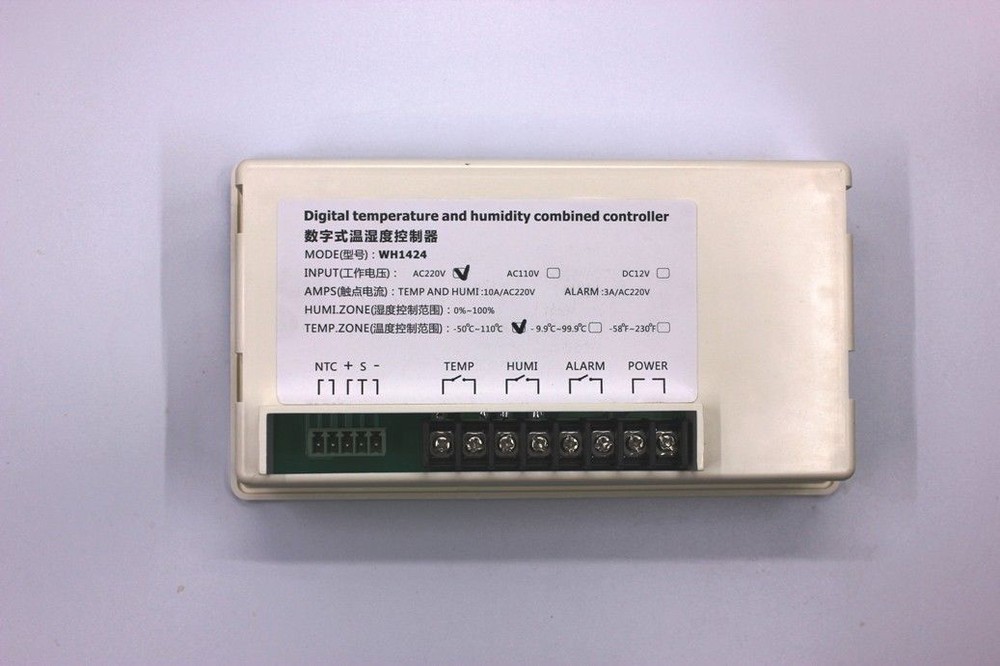 Digital temperature and humidity combined controller
数字式温湿度控制器
MODE(型号)：WH1424
INPUT(工作电压)： AC220V AC110V DC12V
AMPS(触点电流)：TEMP AND HUMI:10A/AC220V ALARM:3A/AC220V
HUMI.ZONE(湿度控制范围)：0%~100%
TEMP.ZONE(温度控制范围)：-50℃~110℃ -9.9℃~99.9℃ -58℉~230℉
NTC + S - TEMP HUMI ALARM POWER